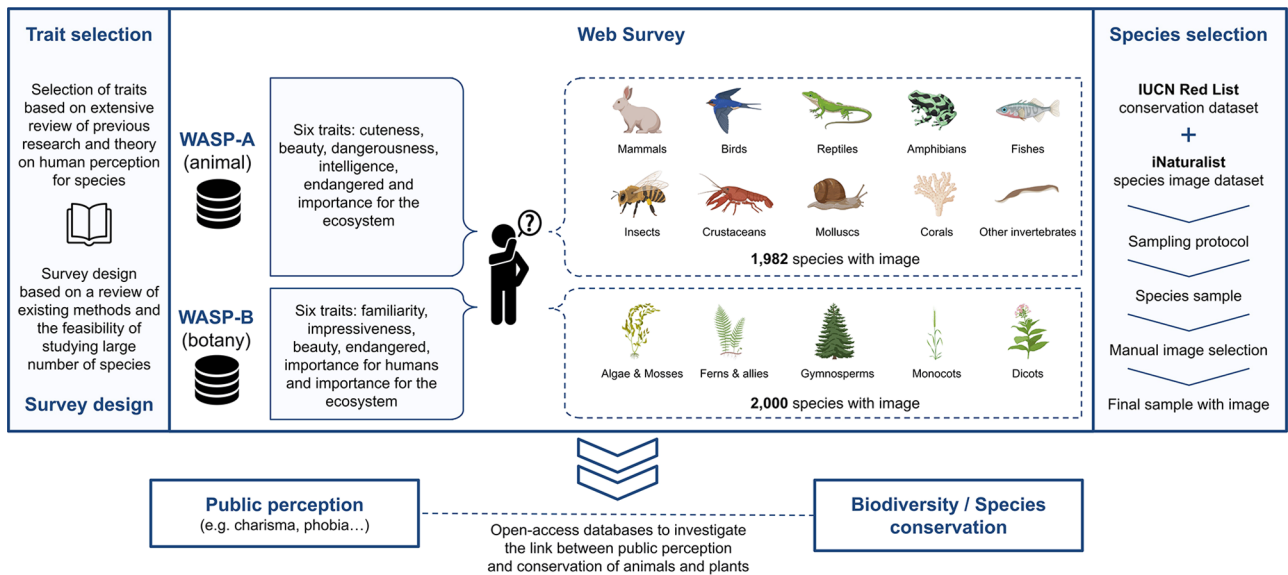 Trait selection
Selection of traits
based on extensive
review of previous
research and theory
on human perception
for species
Survey design
based on a review of
existing methods and
the feasibility of
studying large
number of species
Survey design
Web Survey
WASP-A
(animal)
Six traits: cuteness,
beauty, dangerousness,
intelligence,
endangered and
importance for the
ecosystem
?
Mammals
Birds
Reptiles
Amphibians
Fishes
Insects
Crustaceans
Molluscs
Corals
Other invertebrates
1,982 species with image
WASP-B
(botany)
Six traits: familiarity,
impressiveness,
beauty, endangered,
importance for humans
and importance for the
ecosystem
Algae & Mosses
Ferns & allies
Gymnosperms
Monocots
Dicots
2,000 species with image
Species selection
IUCN Red List
conservation dataset
+
iNaturalist
species image dataset
Sampling protocol
Species sample
Manual image selection
Final sample with image
Public perception
(e.g. charisma, phobia…)
Open-access databases to investigate
the link between public perception
and conservation of animals and plants
Biodiversity / Species
conservation